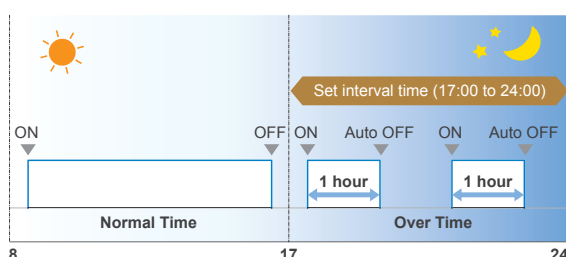 Set interval time (17:00 to 24:00)
ON OFF ON Auto OFF ON Auto OFF
1 hour 1 hour
Normal Time Over Time
8 17 24